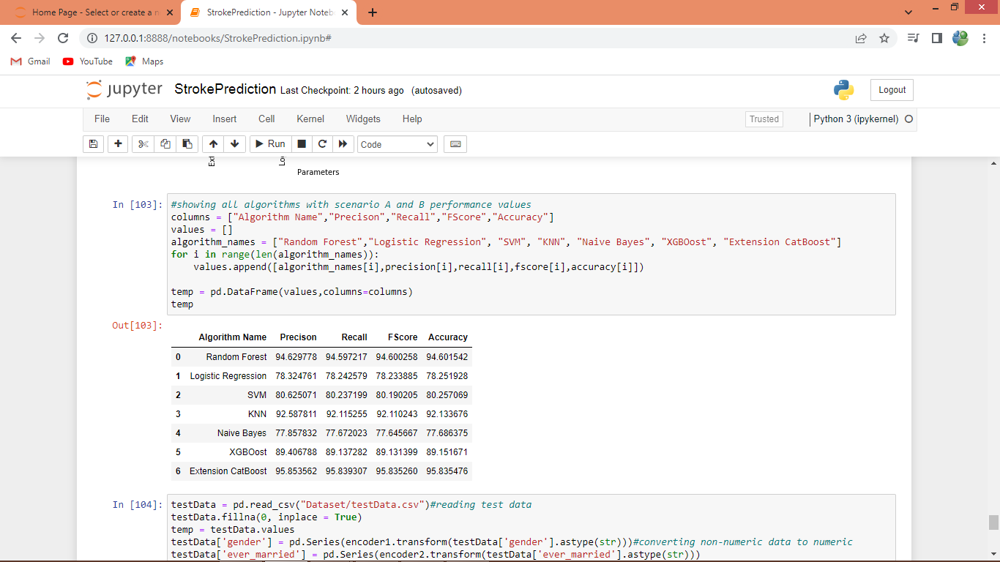 Home Page - Select or create a n
StrokePrediction - Jupyter Noteb
127.0.0.1:8888/notebooks/StrokePrediction.ipynb#
Gmail YouTube Maps
jupyter StrokePrediction Last Checkpoint: 2 hours ago (autosaved) Logout
File Edit View Insert Cell Kernel Widgets Help Trusted Python 3 (ipykernel)
Run Code
Ext Lo
Parameters
In [103]: #showing all algorithms with scenario A and B performance values
columns = ["Algorithm Name","Precison","Recall","FScore","Accuracy"]
values = []
algorithm_names = ["Random Forest","Logistic Regression", "SVM", "KNN", "Naive Bayes", "XGBOost", "Extension CatBoost"]
for i in range(len(algorithm_names)):
    values.append([algorithm_names[i],precision[i],recall[i],fscore[i],accuracy[i]])
temp = pd.DataFrame(values,columns=columns)
temp
Out[103]:
Algorithm Name Precison Recall FScore Accuracy
0 Random Forest 94.629778 94.597217 94.600258 94.601542
1 Logistic Regression 78.324761 78.242579 78.233885 78.251928
2 SVM 80.625071 80.237199 80.190205 80.257069
3 KNN 92.587811 92.115255 92.110243 92.133676
4 Naive Bayes 77.857832 77.672023 77.645667 77.686375
5 XGBOost 89.406788 89.137282 89.131399 89.151671
6 Extension CatBoost 95.853562 95.839307 95.835260 95.835476
In [104]: testData = pd.read_csv("Dataset/testData.csv")#reading test data
testData.fillna(0, inplace = True)
temp = testData.values
testData['gender'] = pd.Series(encoder1.transform(testData['gender'].astype(str)))#converting non-numeric data to numeric
testData['ever_married'] = pd.Series(encoder2.transform(testData['ever_married'].astype(str)))